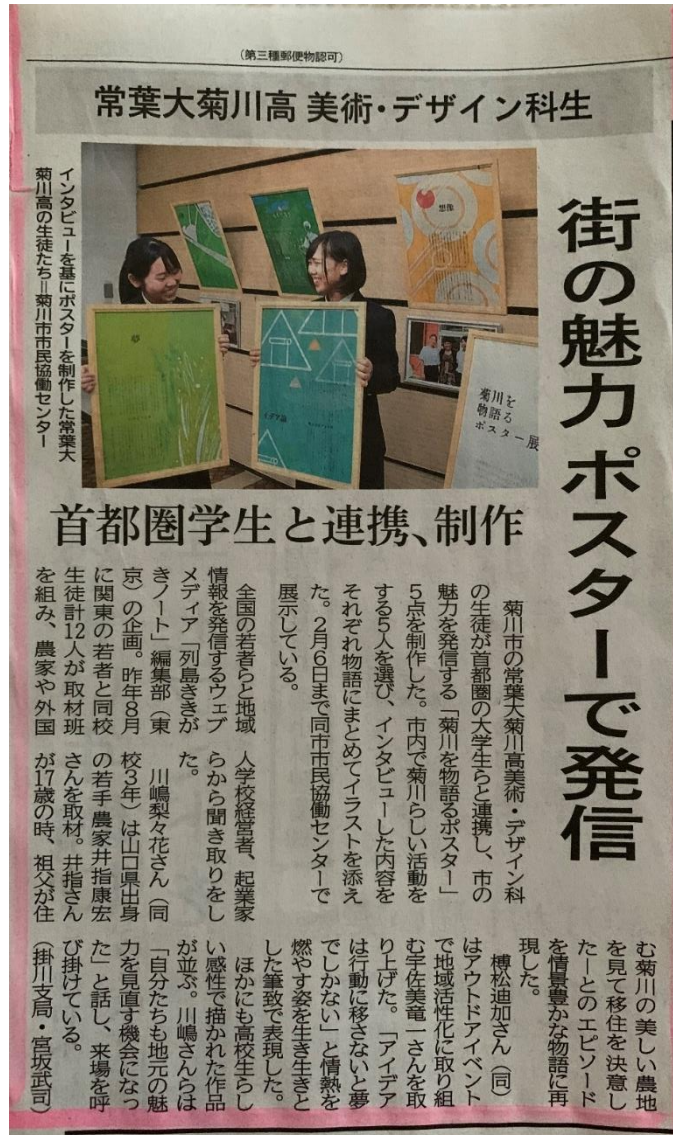 (第三種郵便物認可)
常葉大菊川高 美術・デザイン科生
街の魅力 ポスターで発信
首都圏学生と連携、制作
インタビューを基にポスターを制作した常葉大
菊川高の生徒たち=菊川市市民協働センター
想像
夢
菊川を
物語る
ポスター展
菊川市の常葉大菊川高美術・デザイン科
の生徒が首都圏の大学生らと連携し、市の
魅力を発信する「菊川を物語るポスター」
5点を制作した。市内で菊川らしい活動を
する5人を選び、インタビューした内容を
それぞれ物語にまとめてイラストを添え
た。2月6日まで同市市民協働センターで
展示している。
全国の若者らと地域
情報を発信するウェブ
メディア「列島ききが
きノート」編集部(東
京)の企画。昨年8月
に関東の若者と同校
生徒計12人が取材班
を組み、農家や外国
人学校経営者、起業家
らから聞き取りをし
た。
川嶋梨々花さん(同
校3年)は山口県出身
の若手農家井指康宏
さんを取材。井指さん
が17歳の時、祖父が住
む菊川の美しい農地
を見て移住を決意し
た―とのエピソード
を情景豊かな物語に再
現した。
榑松迪加さん(同)
はアウトドアイベント
で地域活性化に取り組
む宇佐美竜一さんを取
り上げた。「アイデア
は行動に移さないと夢
でしかない」と情熱を
燃やす姿を生き生きと
した筆致で表現した。
ほかにも高校生らし
い感性で描かれた作品
が並ぶ。川嶋さんらは
「自分たちも地元の魅
力を見直す機会になっ
た」と話し、来場を呼
び掛けている。
(掛川支局・宮坂武司)